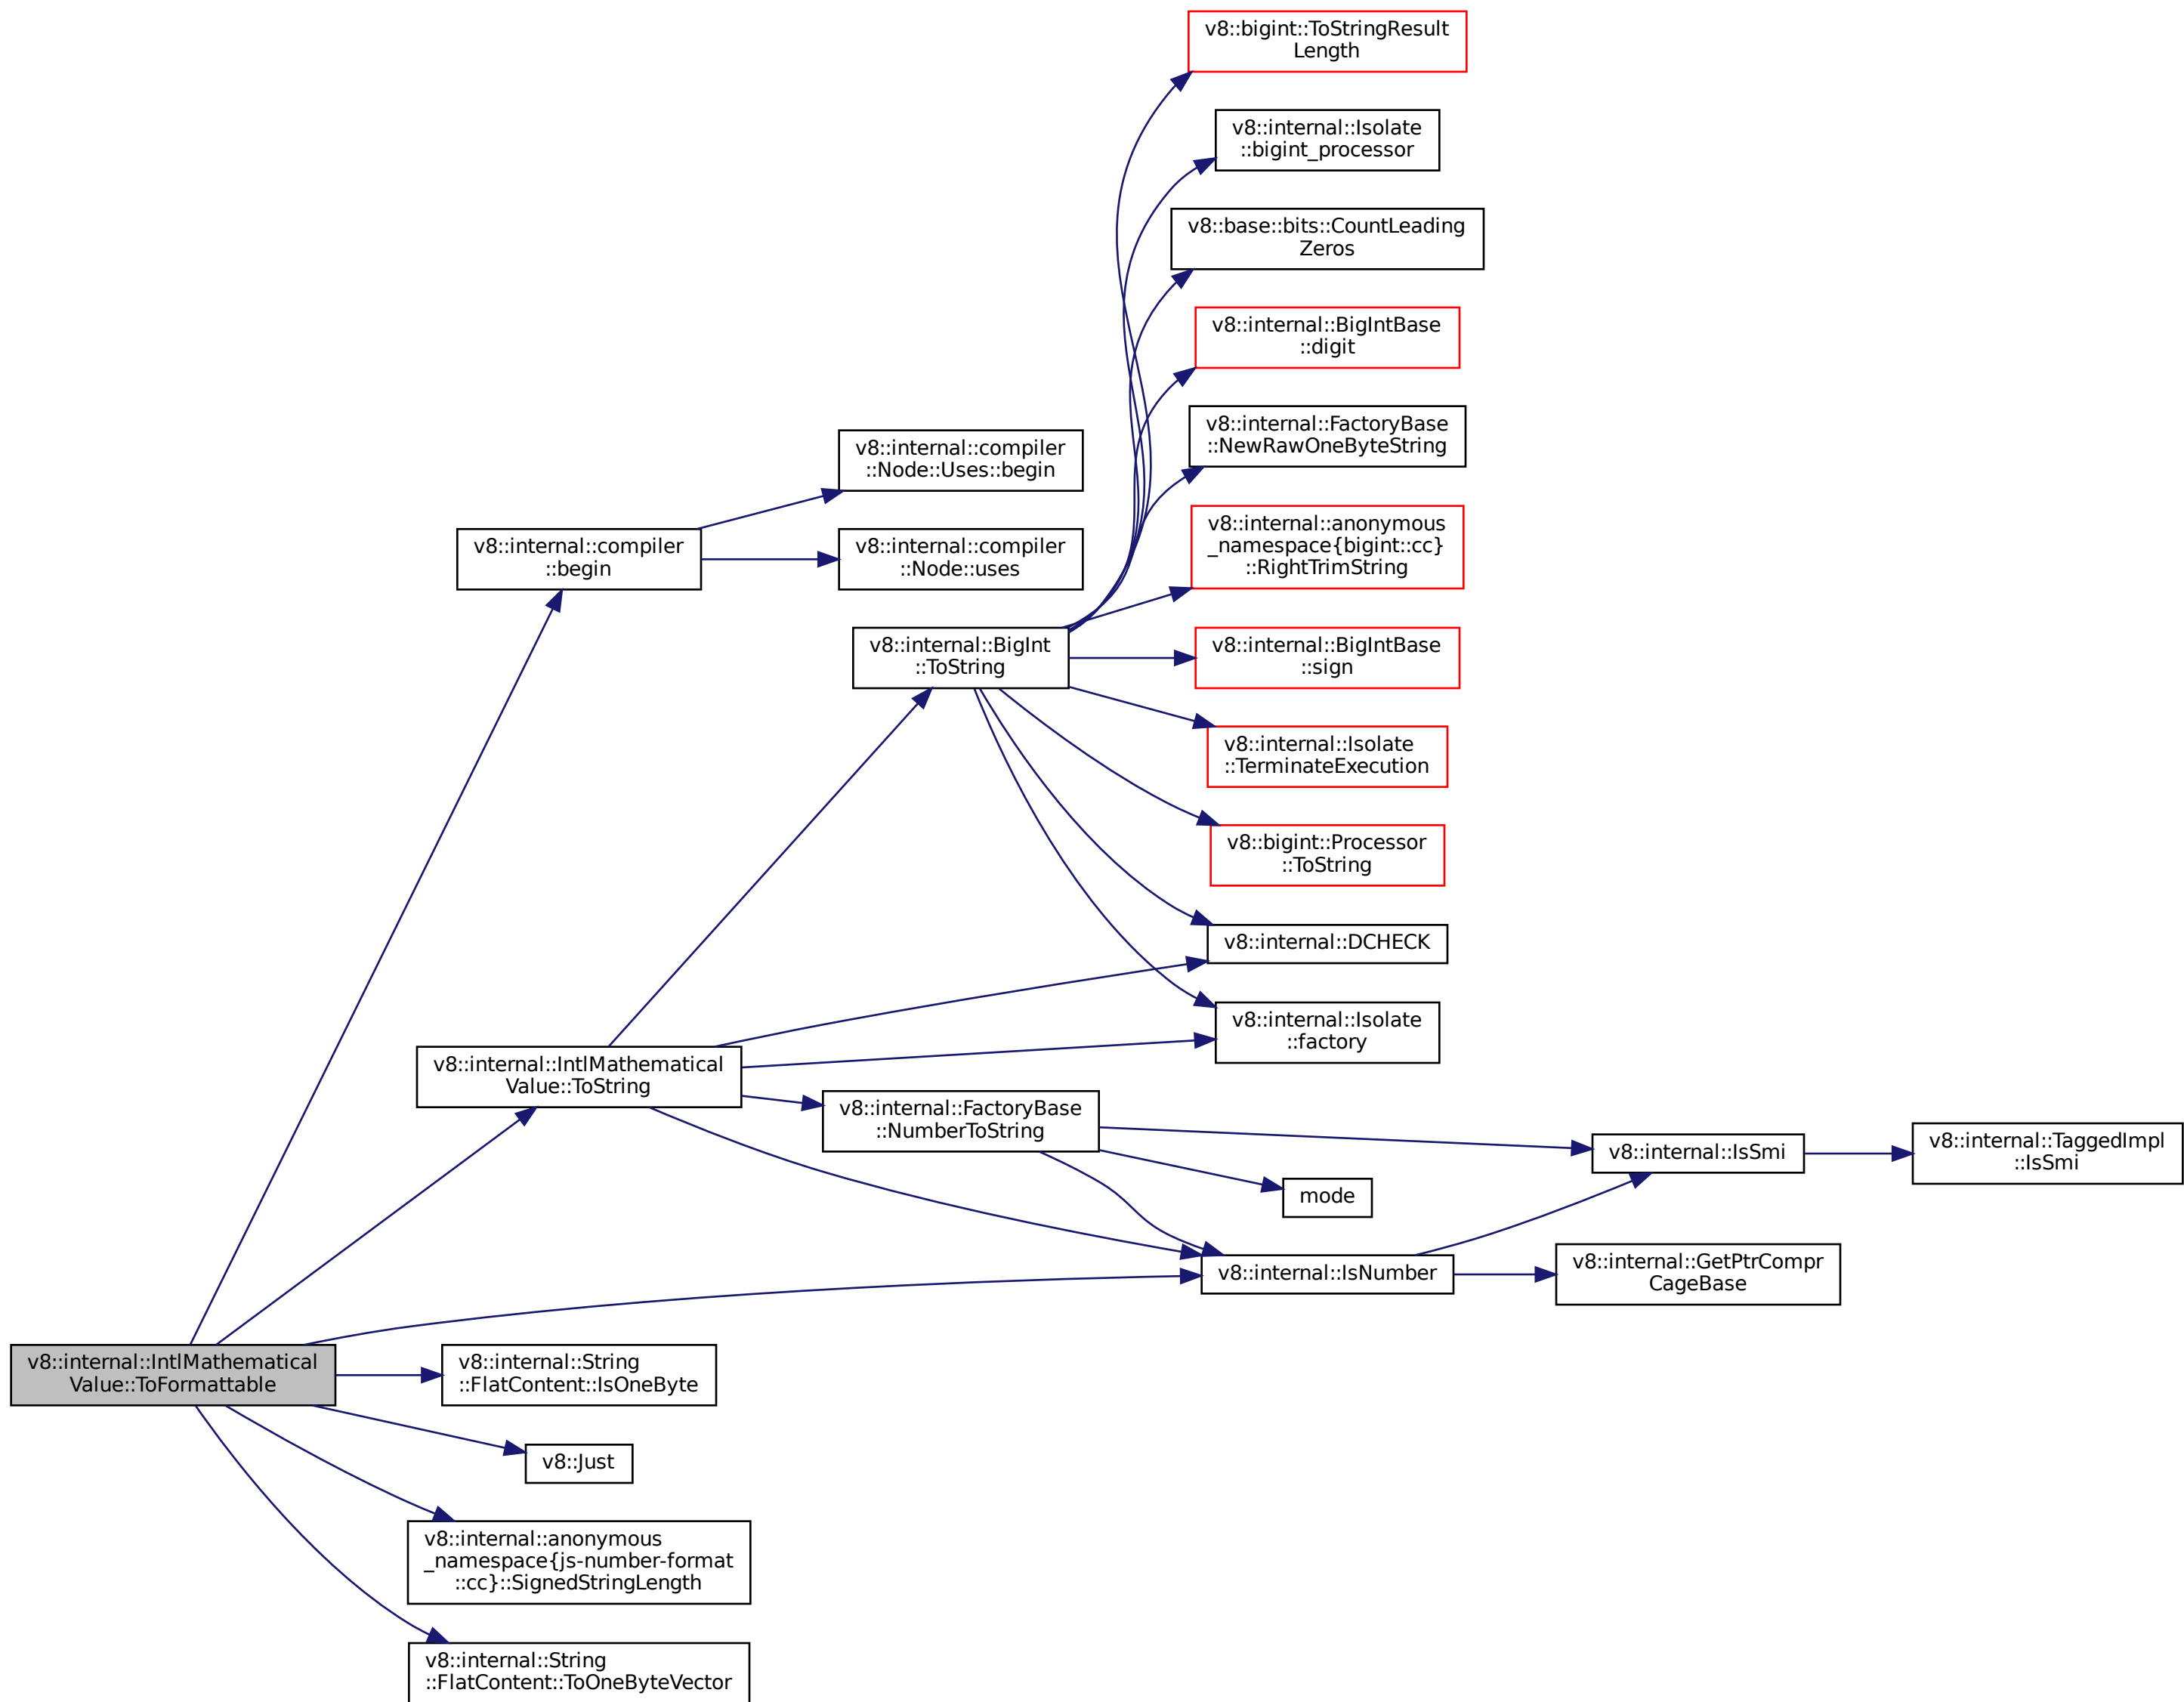 v8::bigint::ToStringResult
Length
v8::internal::Isolate
::bigint_processor
v8::base::bits::CountLeading
Zeros
v8::internal::BigIntBase
::digit
v8::internal::FactoryBase
::NewRawOneByteString
v8::internal::compiler
::Node::Uses::begin
v8::internal::anonymous
_namespace{bigint::cc}
::RightTrimString
v8::internal::compiler
::begin
v8::internal::compiler
::Node::uses
v8::internal::BigInt
::ToString
v8::internal::BigIntBase
::sign
v8::internal::Isolate
::TerminateExecution
v8::bigint::Processor
::ToString
v8::internal::DCHECK
v8::internal::Isolate
::factory
v8::internal::IntlMathematical
Value::ToString
v8::internal::FactoryBase
::NumberToString
v8::internal::IsSmi
v8::internal::TaggedImpl
::IsSmi
mode
v8::internal::IsNumber
v8::internal::GetPtrCompr
CageBase
v8::internal::IntlMathematical
Value::ToFormattable
v8::internal::String
::FlatContent::IsOneByte
v8::Just
v8::internal::anonymous
_namespace{js-number-format
::cc}::SignedStringLength
v8::internal::String
::FlatContent::ToOneByteVector